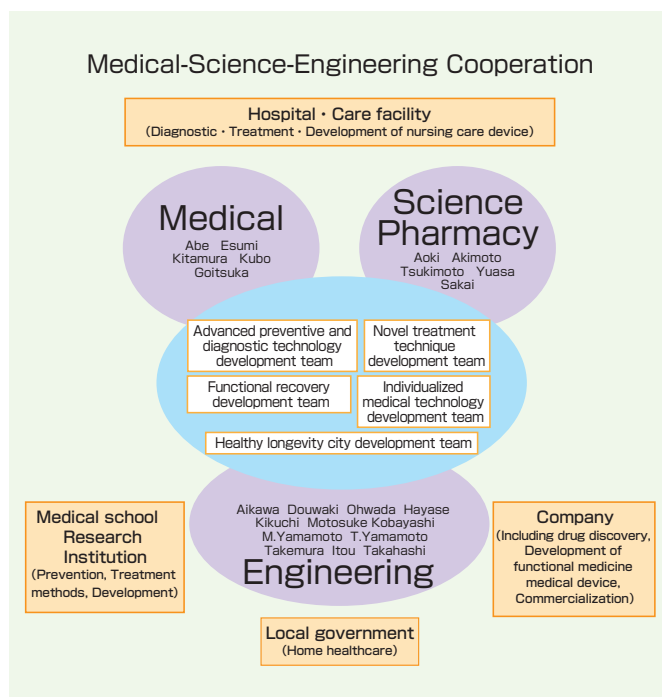 Medical-Science-Engineering Cooperation
Hospital・Care facility
(Diagnostic・Treatment・Development of nursing care device)
Medical
Abe Esumi
Kitamura Kubo
Goitsuka
Science
Pharmacy
Aoki Akimoto
Tsukimoto Yuasa
Sakai
Advanced preventive and
diagnostic technology
development team
Novel treatment
technique
development team
Functional recovery
development team
Individualized
medical technology
development team
Healthy longevity city development team
Aikawa Douwaki Ohwada Hayase
Kikuchi Motosuke Kobayashi
M.Yamamoto T.Yamamoto
Takemura Itou Takahashi
Engineering
Medical school
Research
Institution
(Prevention, Treatment
methods, Development)
Company
(Including drug discovery,
Development of
functional medicine
medical device,
Commercialization)
Local government
(Home healthcare)